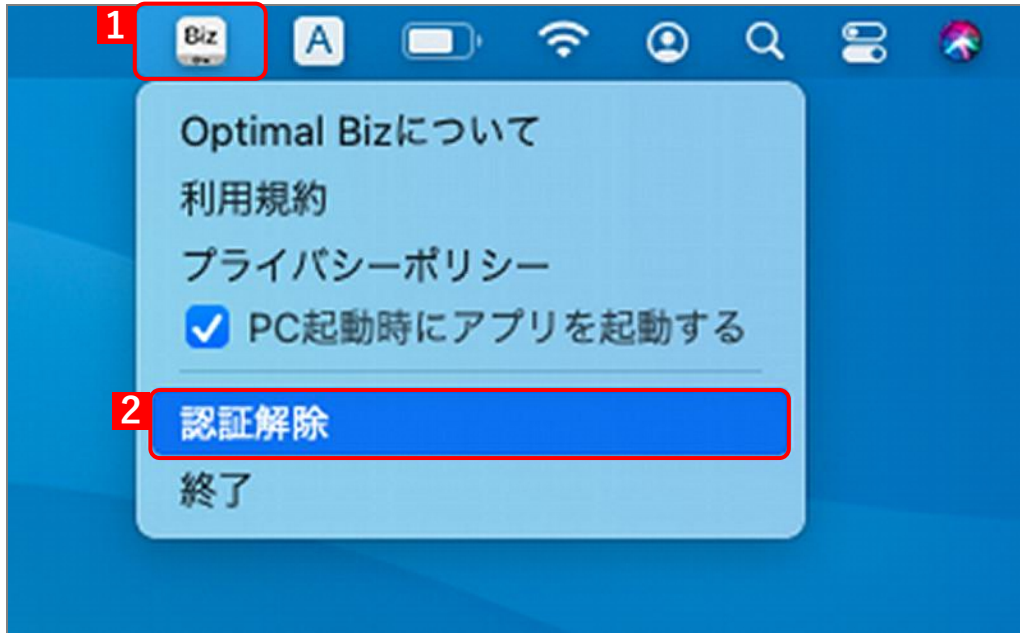 1
Biz
A
Optimal Bizについて
利用規約
プライバシーポリシー
PC起動時にアプリを起動する
2
認証解除
終了